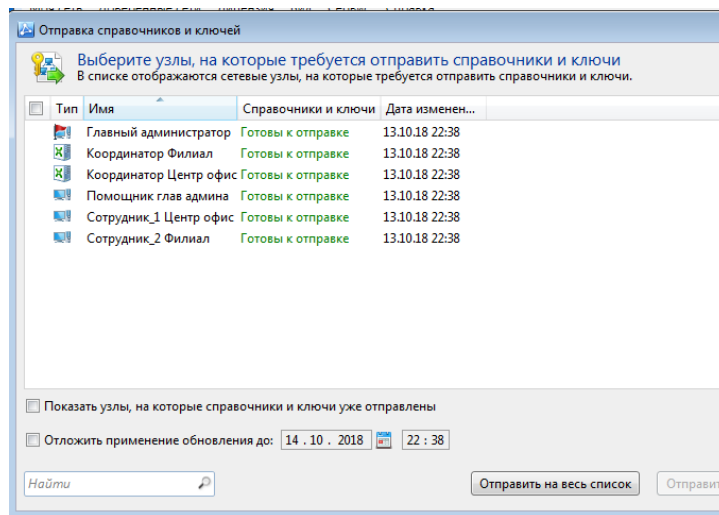 Отправка справочников и ключей
Выберите узлы, на которые требуется отправить справочники и ключи
В списке отображаются сетевые узлы, на которые требуется отправить справочники и ключи.
Тип Имя Справочники и ключи Дата изменен...
Главный администратор Готовы к отправке 13.10.18 22:38
Координатор Филиал Готовы к отправке 13.10.18 22:38
Координатор Центр офис Готовы к отправке 13.10.18 22:38
Помощник глав админа Готовы к отправке 13.10.18 22:38
Сотрудник_1 Центр офис Готовы к отправке 13.10.18 22:38
Сотрудник_2 Филиал Готовы к отправке 13.10.18 22:38
Показать узлы, на которые справочники и ключи уже отправлены
Отложить применение обновления до: 14 . 10 . 2018 22 : 38
Найти Отправить на весь список Отправит